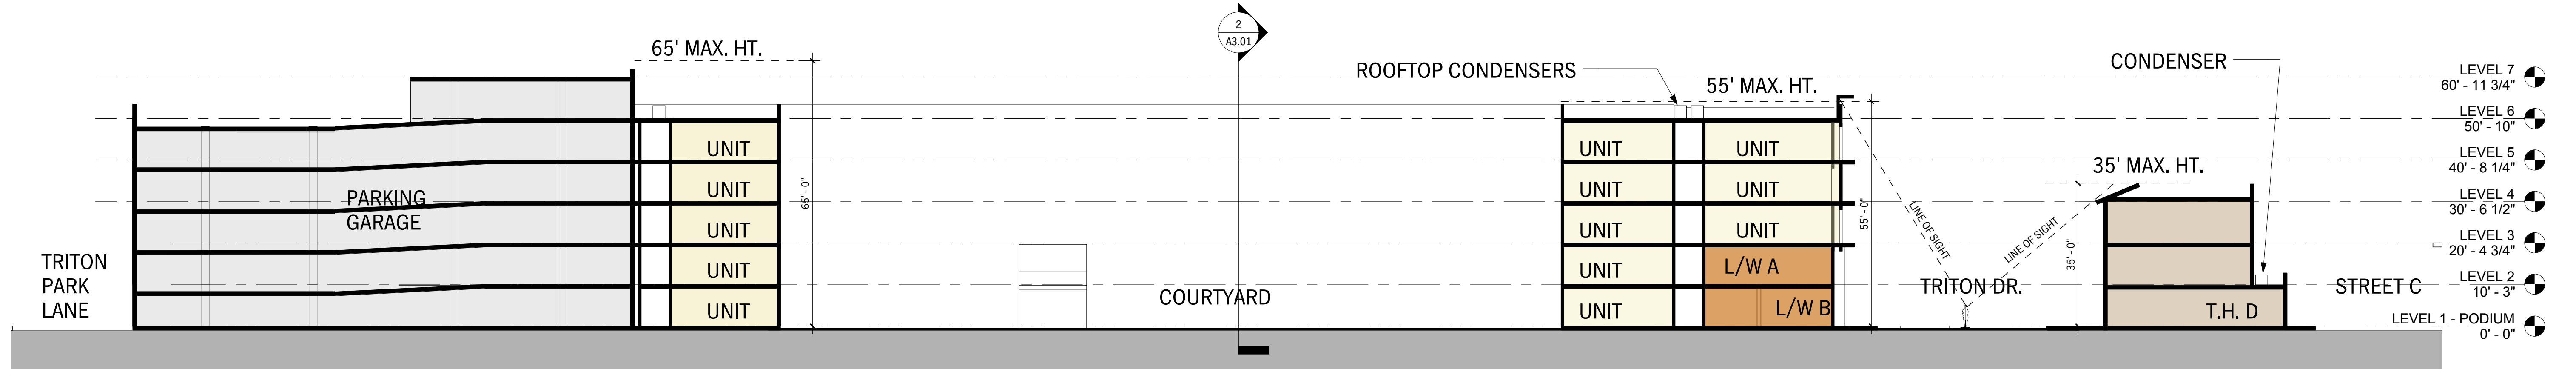 2
A3.01
65' MAX. HT.
ROOFTOP CONDENSERS
55' MAX. HT.
CONDENSER
LEVEL 7
60' - 11 3/4"
LEVEL 6
50' - 10"
LEVEL 5
40' - 8 1/4"
LEVEL 4
30' - 6 1/2"
LEVEL 3
20' - 4 3/4"
LEVEL 2
10' - 3"
LEVEL 1 - PODIUM
0' - 0"
35' MAX. HT.
PARKING
GARAGE
TRITON
PARK
LANE
UNIT
UNIT
UNIT
UNIT
UNIT
65' - 0"
COURTYARD
UNIT
UNIT
UNIT
UNIT
UNIT
UNIT
UNIT
UNIT
L/W A
L/W B
55' - 0"
LINE OF SIGHT
LINE OF SIGHT
TRITON DR.
35' - 0"
T.H. D
STREET C